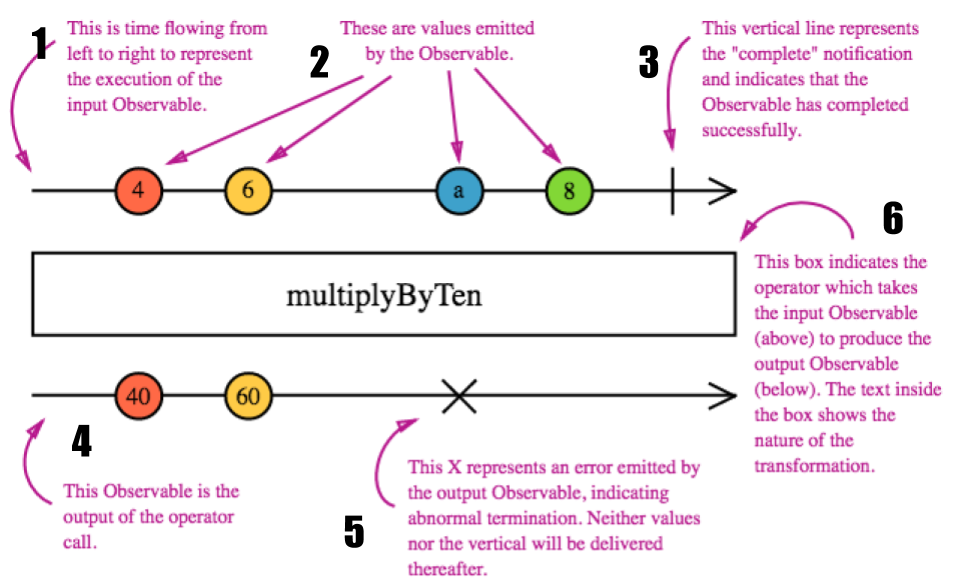 1
This is time flowing from
left to right to represent
the execution of the
input Observable.
2
These are values emitted
by the Observable.
3
This vertical line represents
the "complete" notification
and indicates that the
Observable has completed
successfully.
4
6
a
8
6
This box indicates the
operator which takes
the input Observable
(above) to produce the
output Observable
(below). The text inside
the box shows the
nature of the
transformation.
multiplyByTen
40
60
4
This Observable is the
output of the operator
call.
5
This X represents an error emitted by
the output Observable, indicating
abnormal termination. Neither values
nor the vertical will be delivered
thereafter.